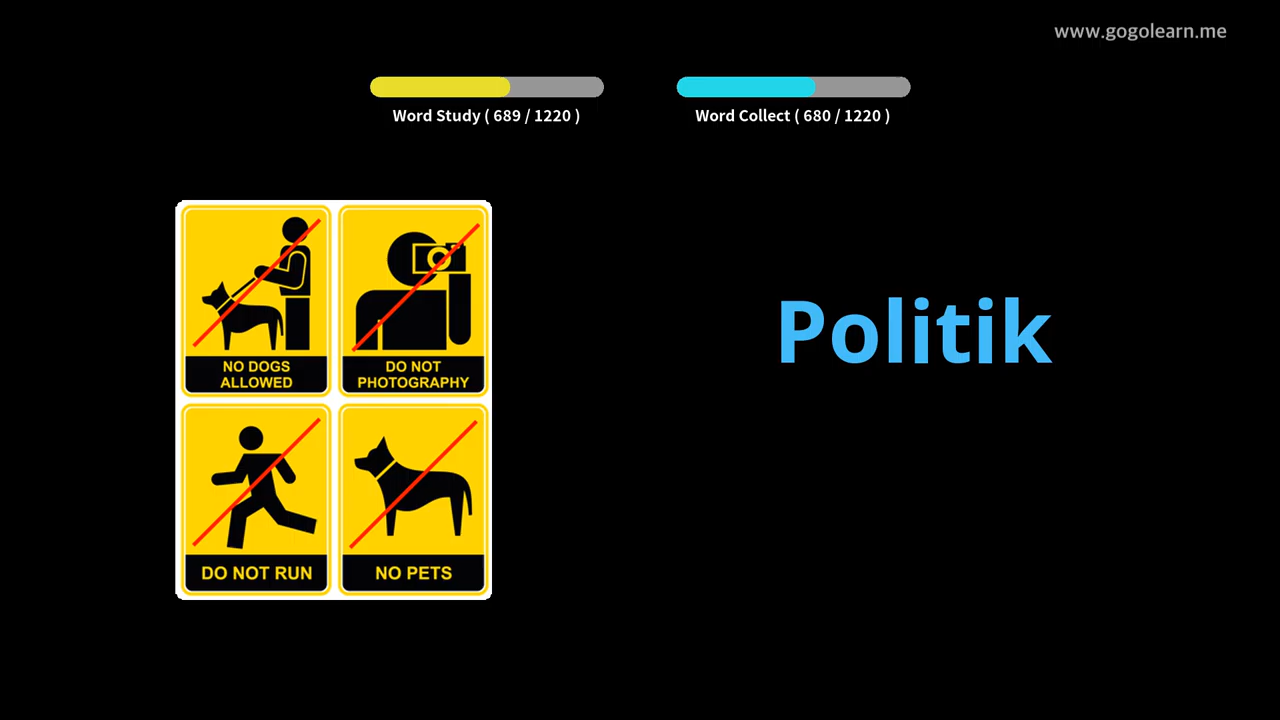 www.gogolearn.me
Word Study ( 689 / 1220 )
Word Collect ( 680 / 1220 )
NO DOGS
ALLOWED
DO NOT
PHOTOGRAPHY
DO NOT RUN
NO PETS
Politik